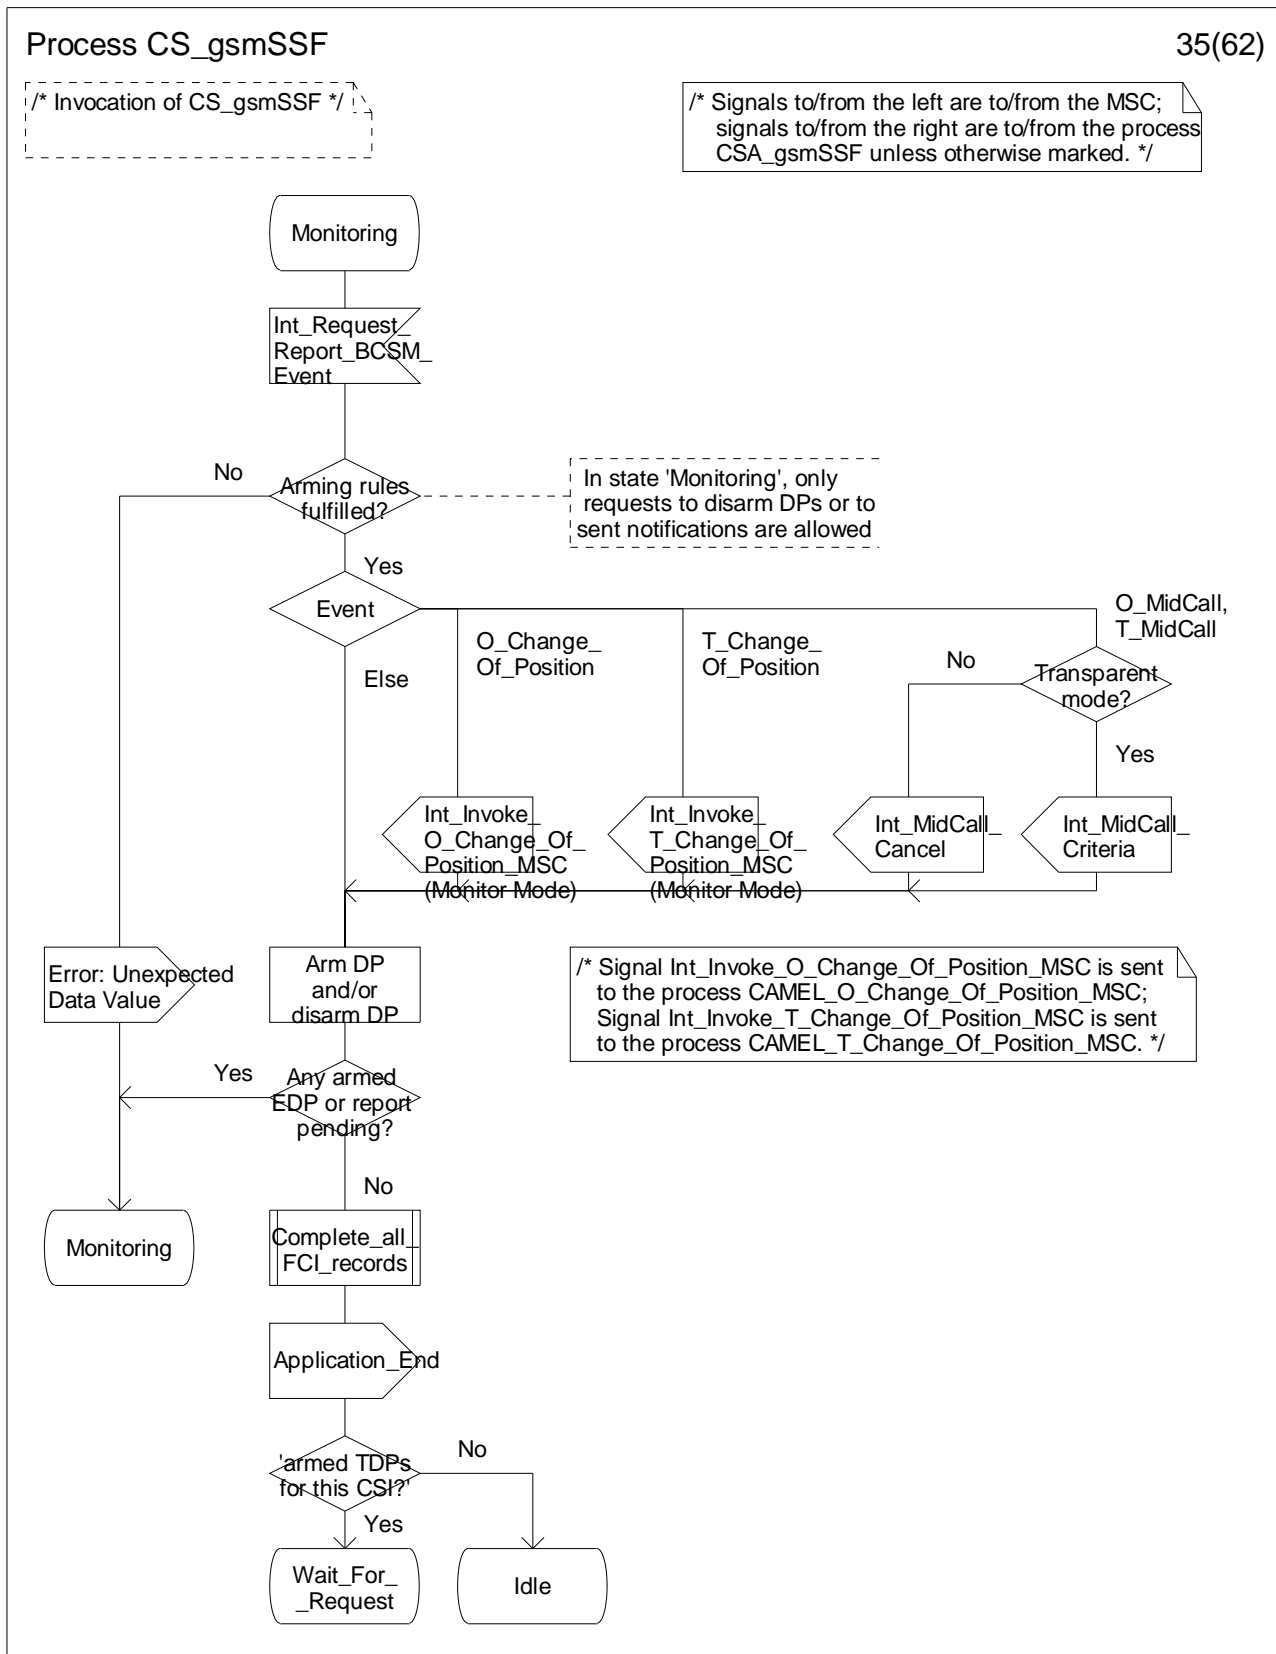 Process CS_gsmSSF
35(62)
/* Invocation of CS_gsmSSF */
/* Signals to/from the left are to/from the MSC;
signals to/from the right are to/from the process
CSA_gsmSSF unless otherwise marked. */
Monitoring
Int_Request_
Report_BCSM_
Event
No
Arming rules
fulfilled?
In state 'Monitoring', only
requests to disarm DPs or to
sent notifications are allowed
Yes
Event
O_MidCall,
T_MidCall
O_Change_
Of_Position
T_Change_
Of_Position
Else
No
Transparent
mode?
Yes
Int_Invoke_
O_Change_Of_
Position_MSC
(Monitor Mode)
Int_Invoke_
T_Change_Of_
Position_MSC
(Monitor Mode)
Int_MidCall_
Cancel
Int_MidCall_
Criteria
Error: Unexpected
Data Value
Arm DP
and/or
disarm DP
/* Signal Int_Invoke_O_Change_Of_Position_MSC is sent
to the process CAMEL_O_Change_Of_Position_MSC;
Signal Int_Invoke_T_Change_Of_Position_MSC is sent
to the process CAMEL_T_Change_Of_Position_MSC. */
Yes
Any armed
EDP or report
pending?
No
Monitoring
Complete_all_
FCI_records
Application_End
'armed TDPs
for this CSI?'
No
Yes
Wait_For_
_Request
Idle